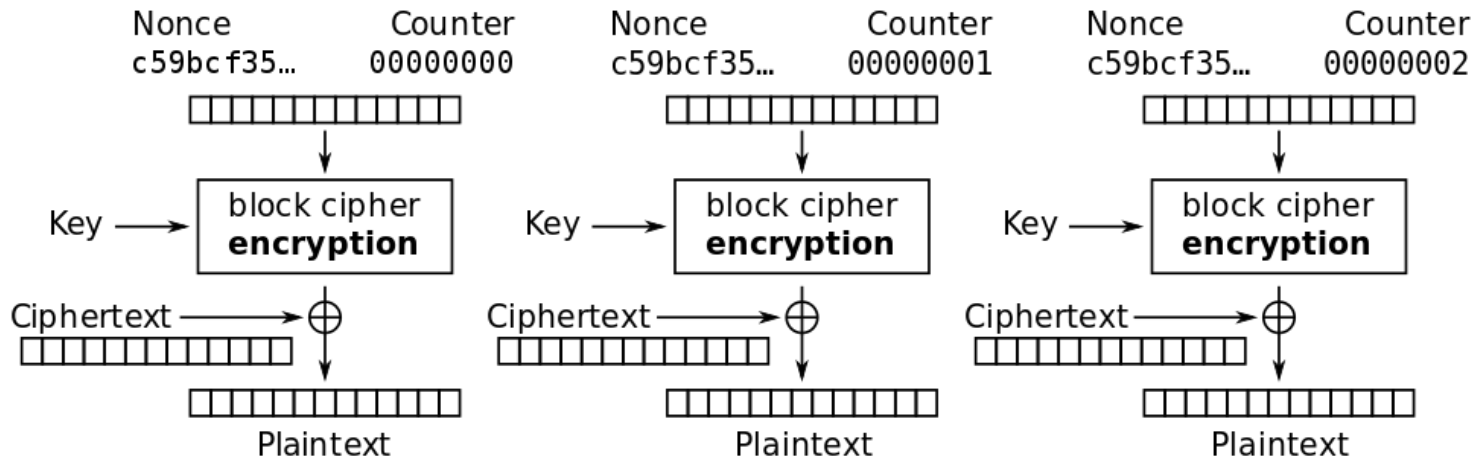 Nonce Counter Nonce Counter Nonce Counter
c59bcf35… 00000000 c59bcf35… 00000001 c59bcf35… 00000002
block cipher block cipher block cipher
Key encryption Key encryption Key encryption
Ciphertext Ciphertext Ciphertext
Plaintext Plaintext Plaintext